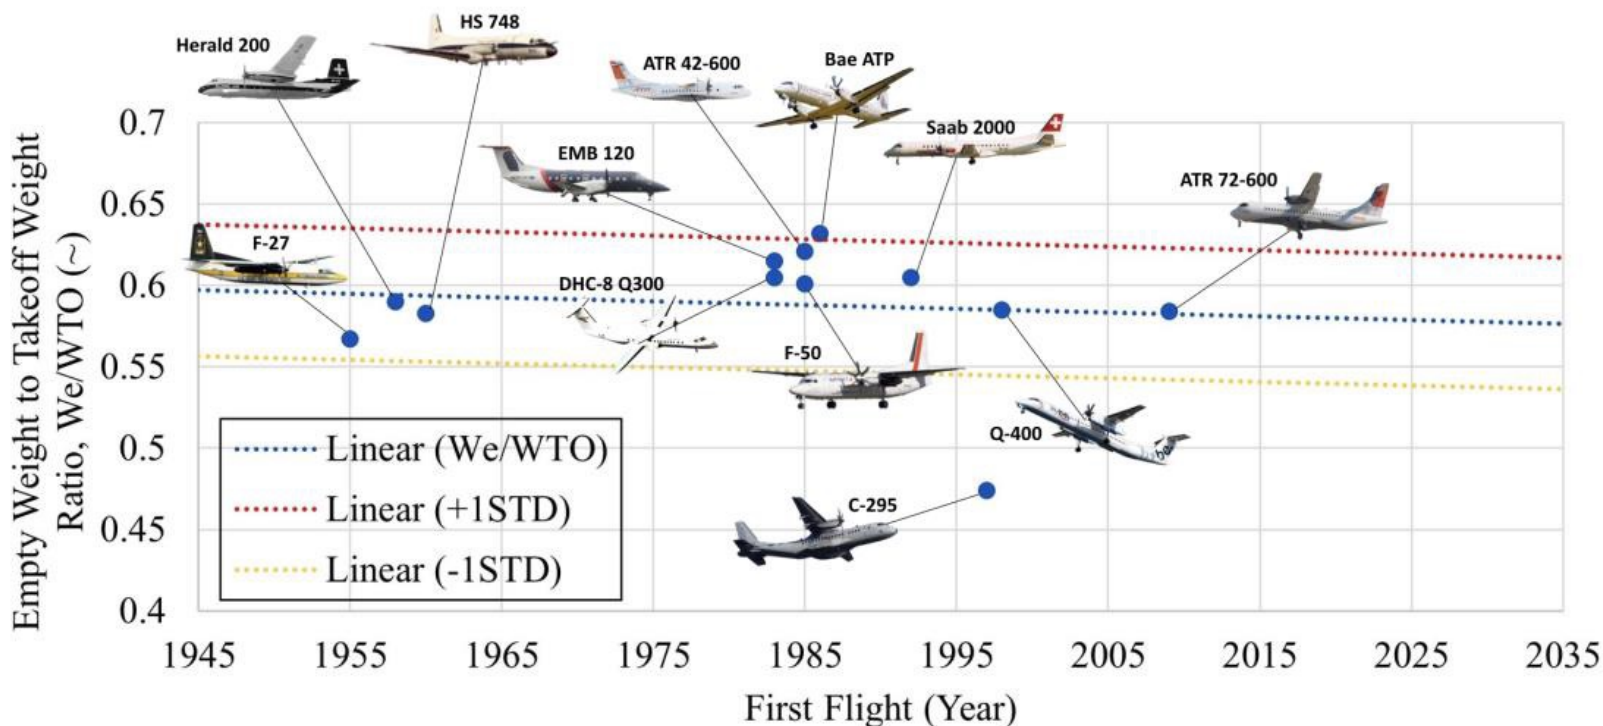 HS 748
Herald 200
ATR 42-600
Bae ATP
Saab 2000
EMB 120
ATR 72-600
F-27
DHC-8 Q300
F-50
Q-400
C-295
Empty Weight to Takeoff Weight
Ratio, We/WTO (~)
0.7
0.65
0.6
0.55
0.5
0.45
0.4
Linear (We/WTO)
Linear (+1STD)
Linear (-1STD)
1945 1955 1965 1975 1985 1995 2005 2015 2025 2035
First Flight (Year)